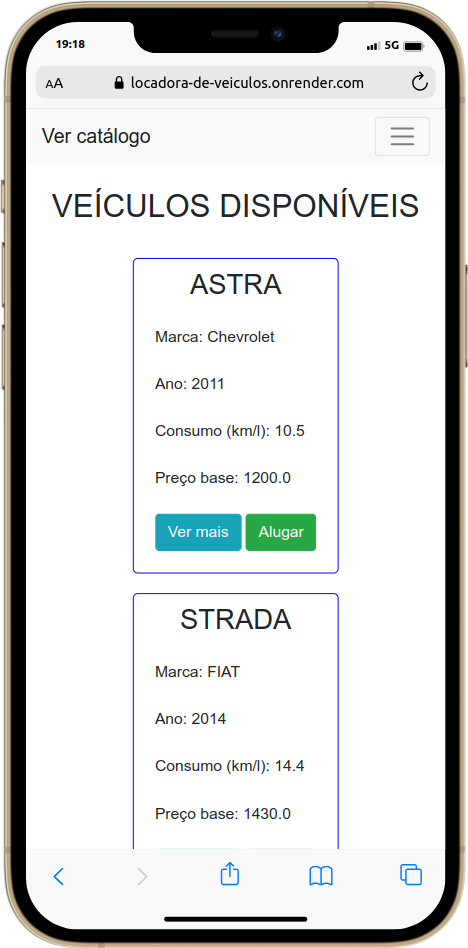 19:18
5G
AA
locadora-de-veiculos.onrender.com
Ver catálogo
VEÍCULOS DISPONÍVEIS
ASTRA
Marca: Chevrolet
Ano: 2011
Consumo (km/l): 10.5
Preço base: 1200.0
Ver mais
Alugar
STRADA
Marca: FIAT
Ano: 2014
Consumo (km/l): 14.4
Preço base: 1430.0